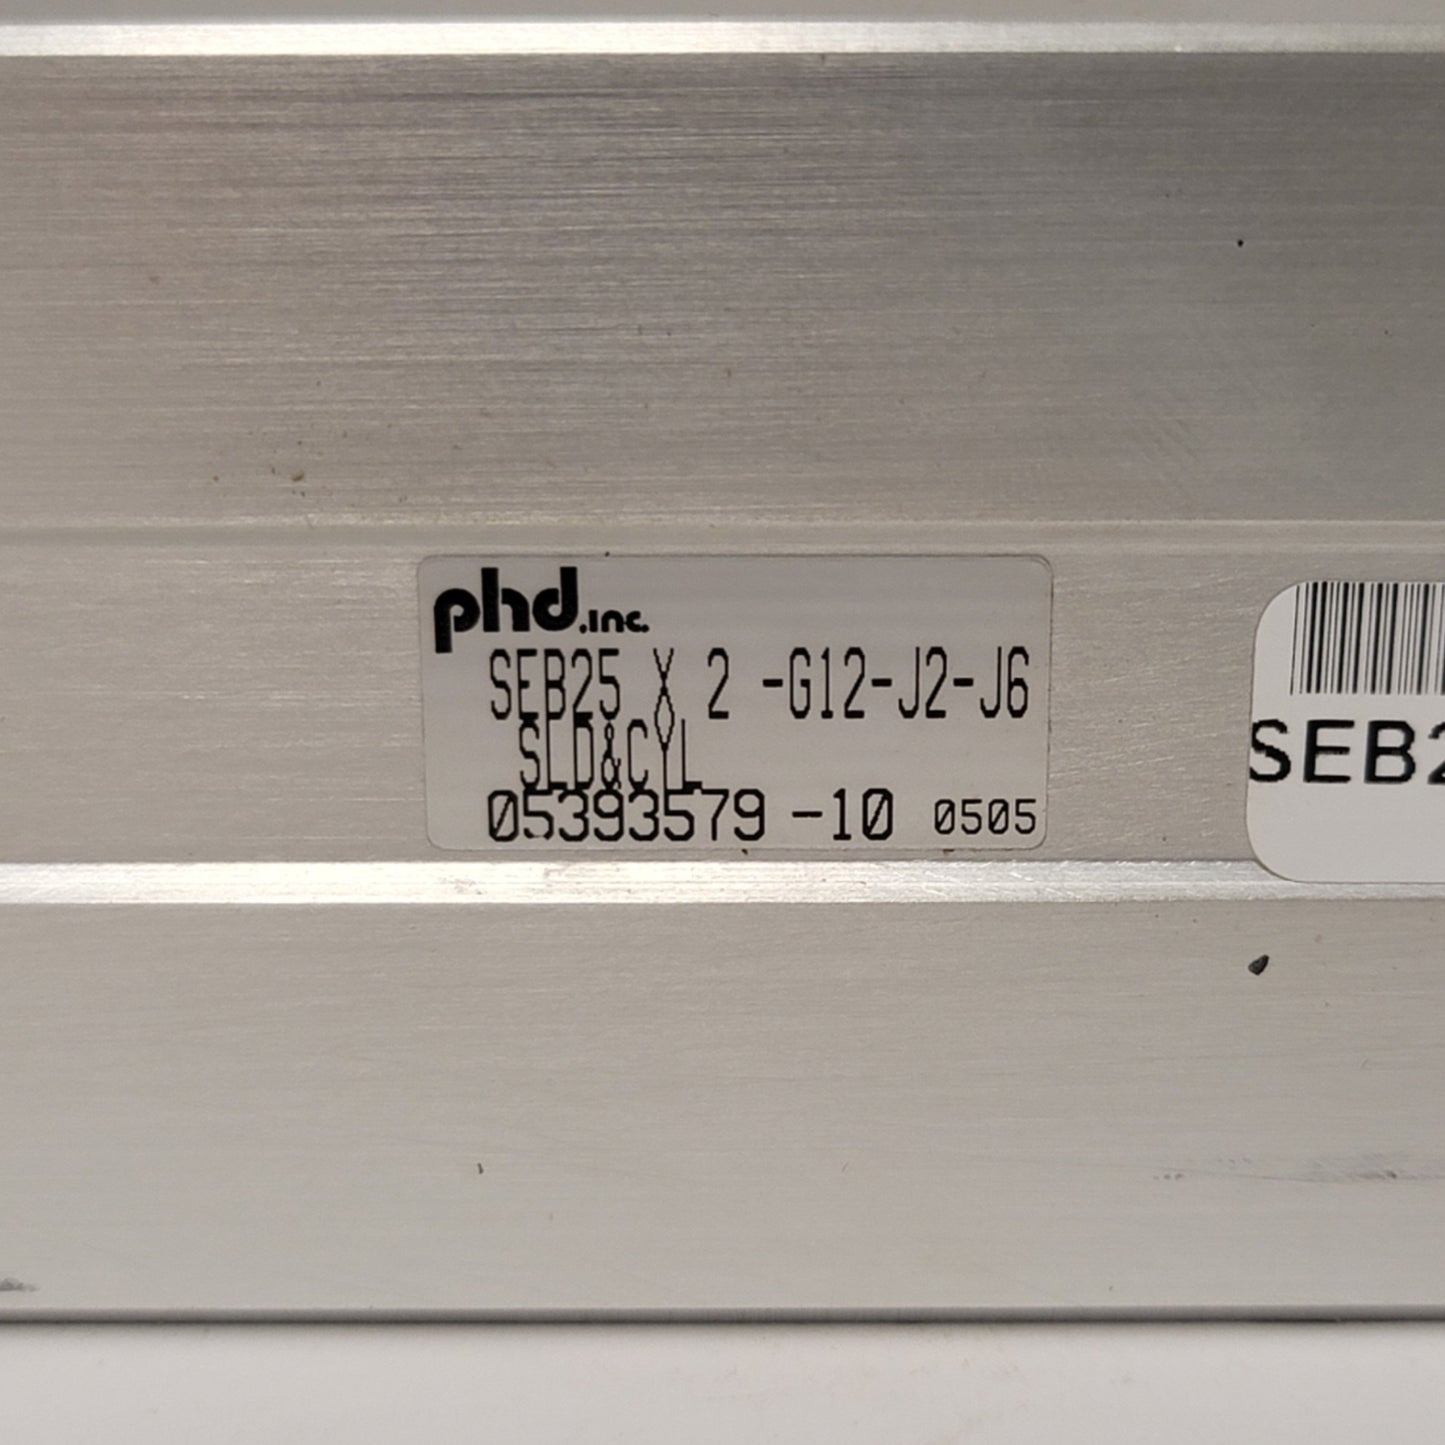 phd.inc.
SEB25 X 2 -G12-J2-J6
SLD&CYL
05393579 -10 0505
SEB2